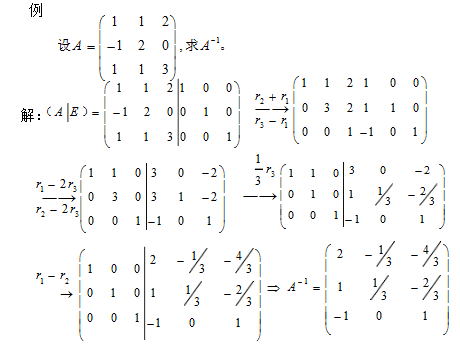 例
设 A = ( 1 1 2 ; -1 2 0 ; 1 1 3 ), 求 A⁻¹。
解：(A|E) = ( 1 1 2 | 1 0 0 ; -1 2 0 | 0 1 0 ; 1 1 3 | 0 0 1 ) r₂ + r₁ → r₃ − r₁ ( 1 1 2 1 0 0 ; 0 3 2 1 1 0 ; 0 0 1 -1 0 1 )
r₁ − 2r₃ → r₂ − 2r₃ ( 1 1 0 | 3 0 −2 ; 0 3 0 | 3 1 −2 ; 0 0 1 | −1 0 1 ) 1/3 r₃ → ( 1 1 0 | 3 0 −2 ; 0 1 0 | 1 1/3 −2/3 ; 0 0 1 | −1 0 1 )
r₁ − r₂ → ( 1 0 0 | 2 −1/3 −4/3 ; 0 1 0 | 1 1/3 −2/3 ; 0 0 1 | −1 0 1 ) ⇒ A⁻¹ = ( 2 −1/3 −4/3 ; 1 1/3 −2/3 ; −1 0 1 )